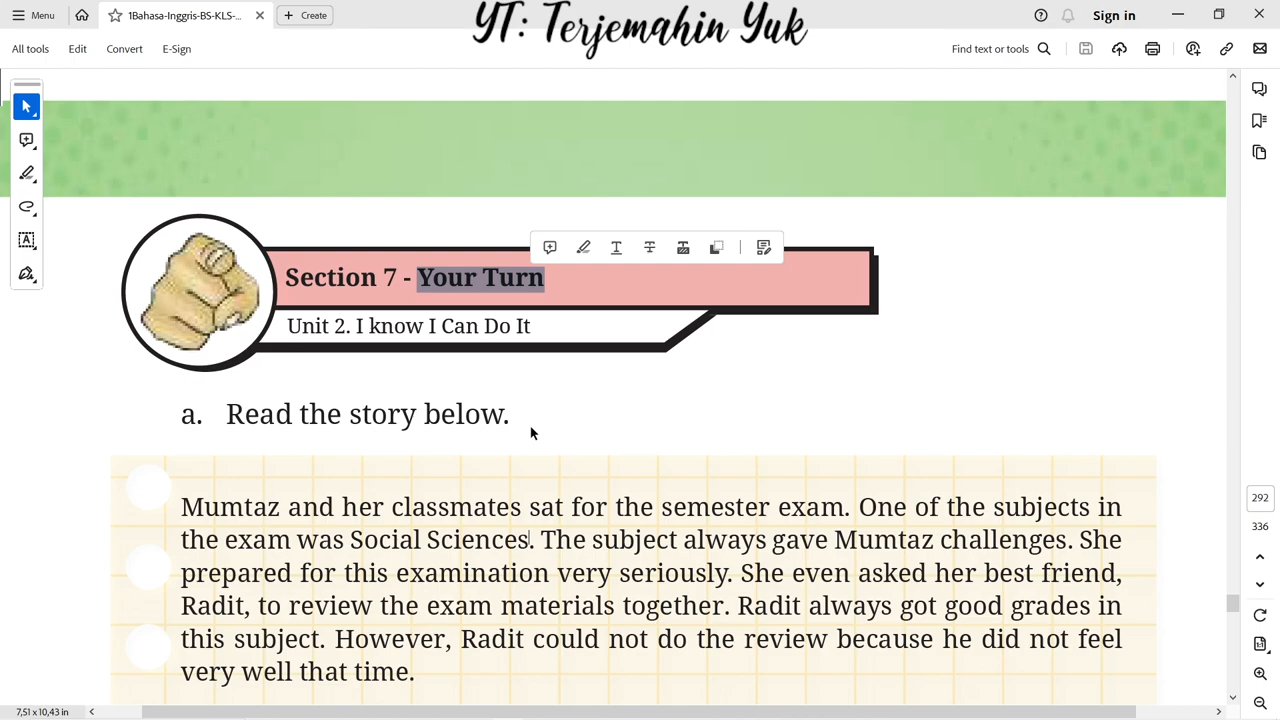 Menu
1Bahasa-Inggris-BS-KLS-...
Create
YT: Terjemahin Yuk
Sign in
All tools
Edit
Convert
E-Sign
Find text or tools
Section 7 - Your Turn
Unit 2. I know I Can Do It
a. Read the story below.
Mumtaz and her classmates sat for the semester exam. One of the subjects in
the exam was Social Sciences. The subject always gave Mumtaz challenges. She
prepared for this examination very seriously. She even asked her best friend,
Radit, to review the exam materials together. Radit always got good grades in
this subject. However, Radit could not do the review because he did not feel
very well that time.
292
336
7,51 x 10,43 in